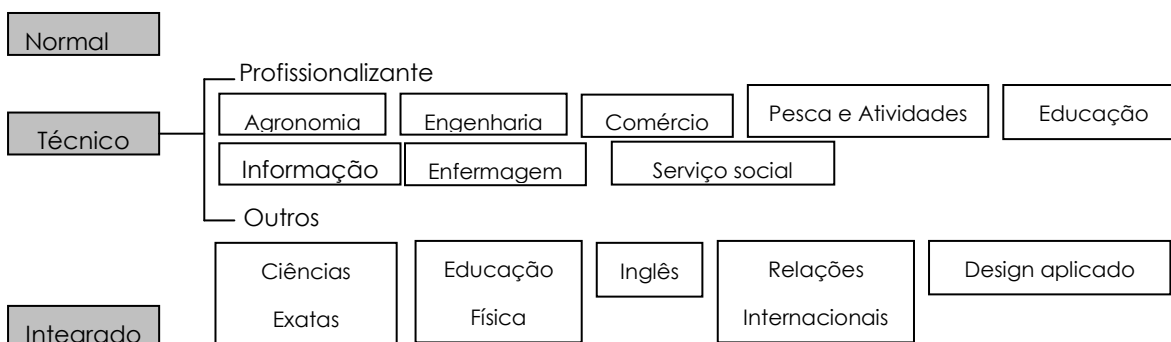 Normal
Profissionalizante
Agronomia
Engenharia
Comércio
Pesca e Atividades
Educação
Técnico
Informação
Enfermagem
Serviço social
Outros
Ciências
Exatas
Educação
Física
Inglês
Relações
Internacionais
Design aplicado
Integrado